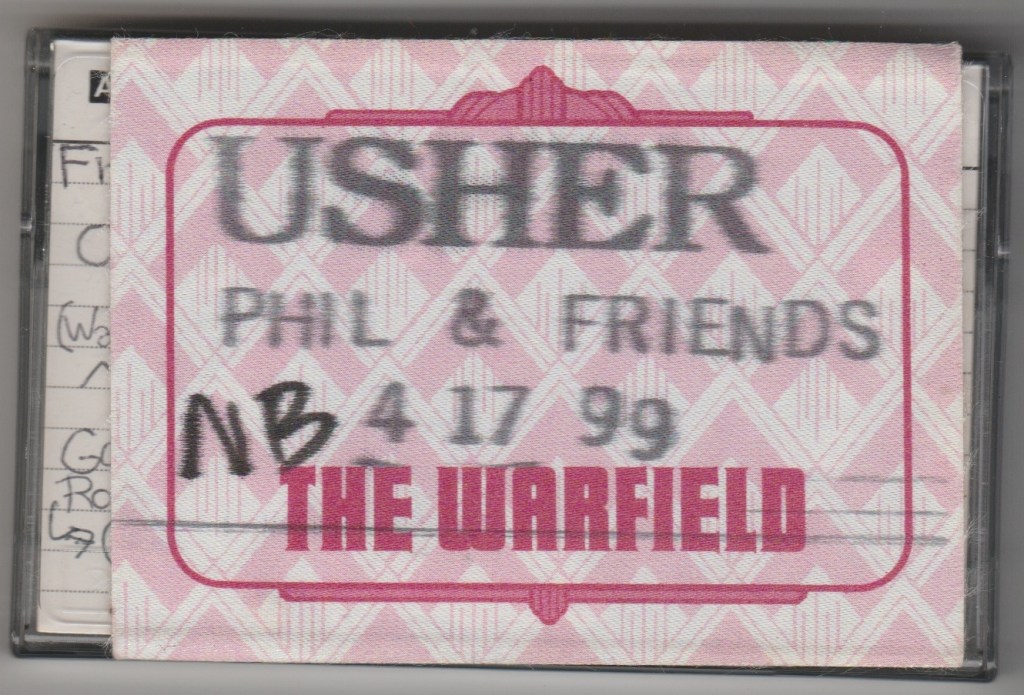 USHER
PHIL & FRIENDS
NB 4 17 99
THE WARFIELD